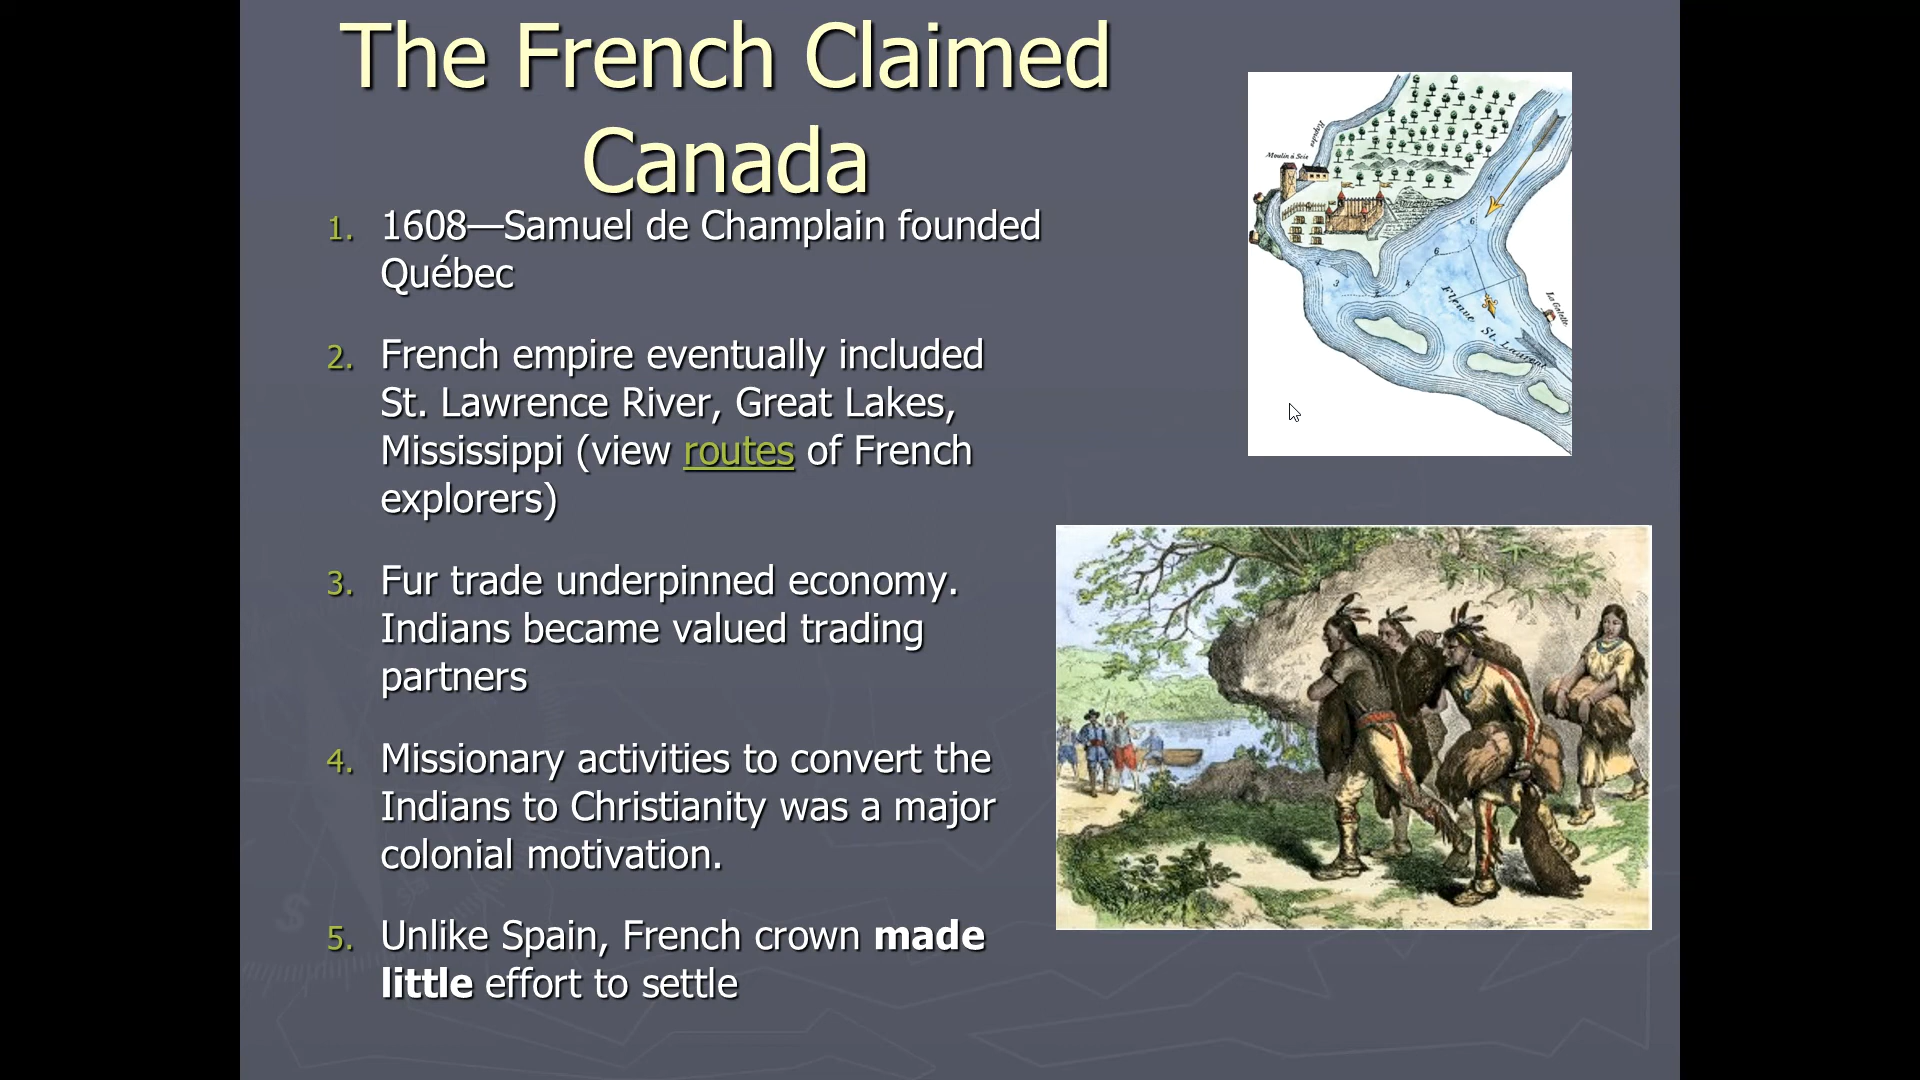 The French Claimed
Canada
1. 1608—Samuel de Champlain founded
Québec
2. French empire eventually included
St. Lawrence River, Great Lakes,
Mississippi (view routes of French
explorers)
3. Fur trade underpinned economy.
Indians became valued trading
partners
4. Missionary activities to convert the
Indians to Christianity was a major
colonial motivation.
5. Unlike Spain, French crown made
little effort to settle
Fleuve St. Laurent